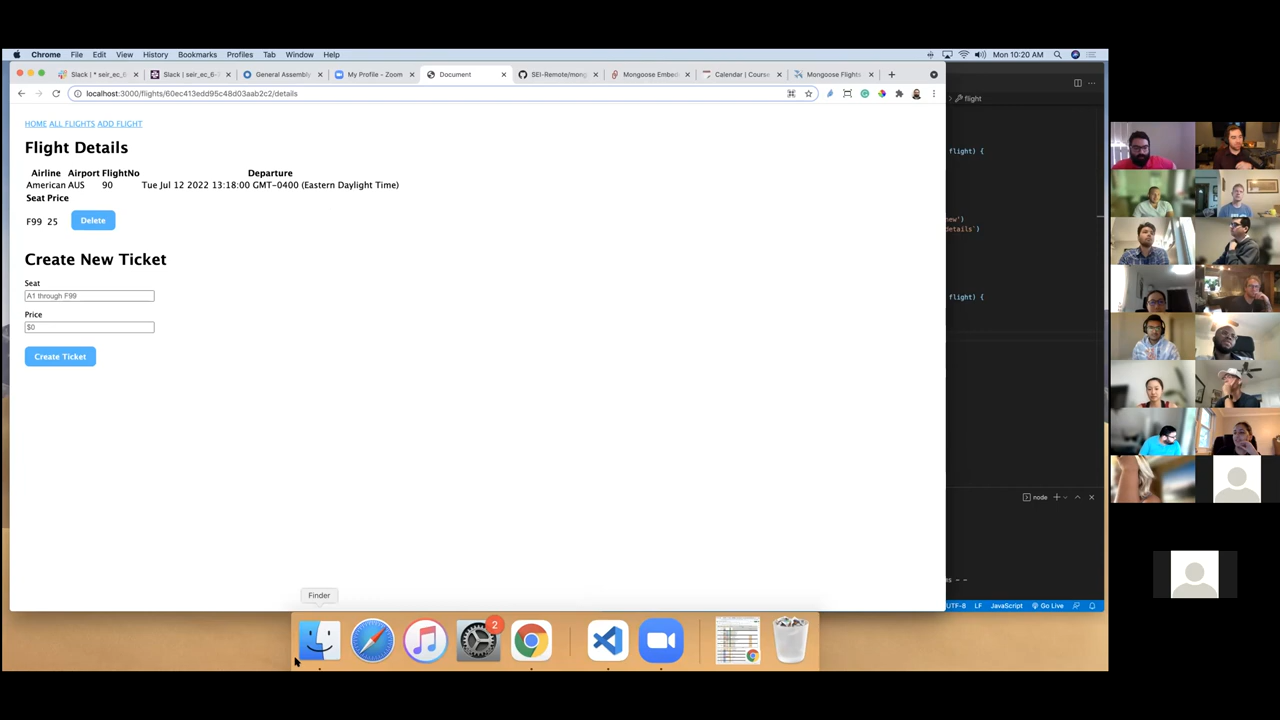 Chrome File Edit View History Bookmarks Profiles Tab Window Help Mon 10:20 AM
Slack | * seir_ec_6- Slack | seir_ec_6- General Assembly My Profile - Zoom Document SEI-Remote/mong Mongoose Embed Calendar | Course Mongoose Flights
localhost:3000/flights/60ec413edd95c48d03aab2c2/details
flight
HOME ALL FLIGHTS ADD FLIGHT
Flight Details
Airline Airport FlightNo Departure
American AUS 90 Tue Jul 12 2022 13:18:00 GMT-0400 (Eastern Daylight Time)
Seat Price
F99 25 Delete
Create New Ticket
Seat
A1 through F99
Price
$0
Create Ticket
flight) {
new')
details`)
flight) {
node
s - -
UTF-8 LF JavaScript Go Live
Finder
2